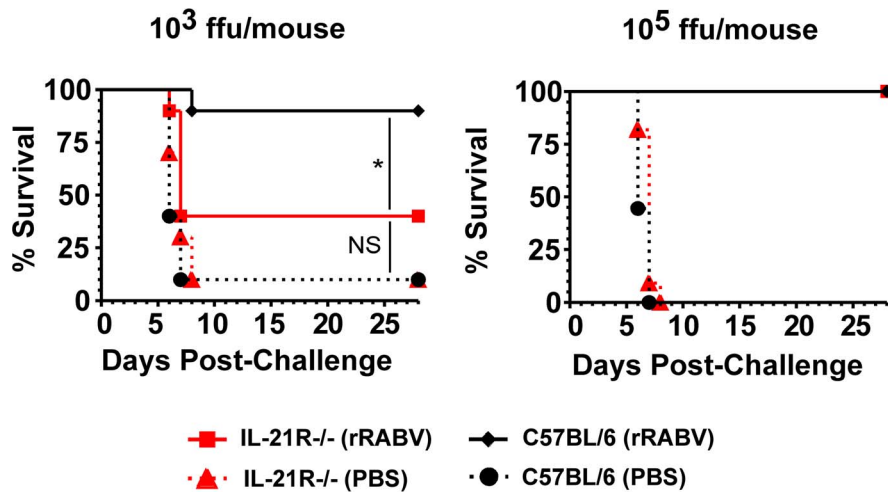 10³ ffu/mouse
10⁵ ffu/mouse
% Survival
100
75
50
25
0
*
NS
0 5 10 15 20 25
Days Post-Challenge
% Survival
100
75
50
25
0
0 5 10 15 20 25
Days Post-Challenge
IL-21R-/- (rRABV)
C57BL/6 (rRABV)
IL-21R-/- (PBS)
C57BL/6 (PBS)